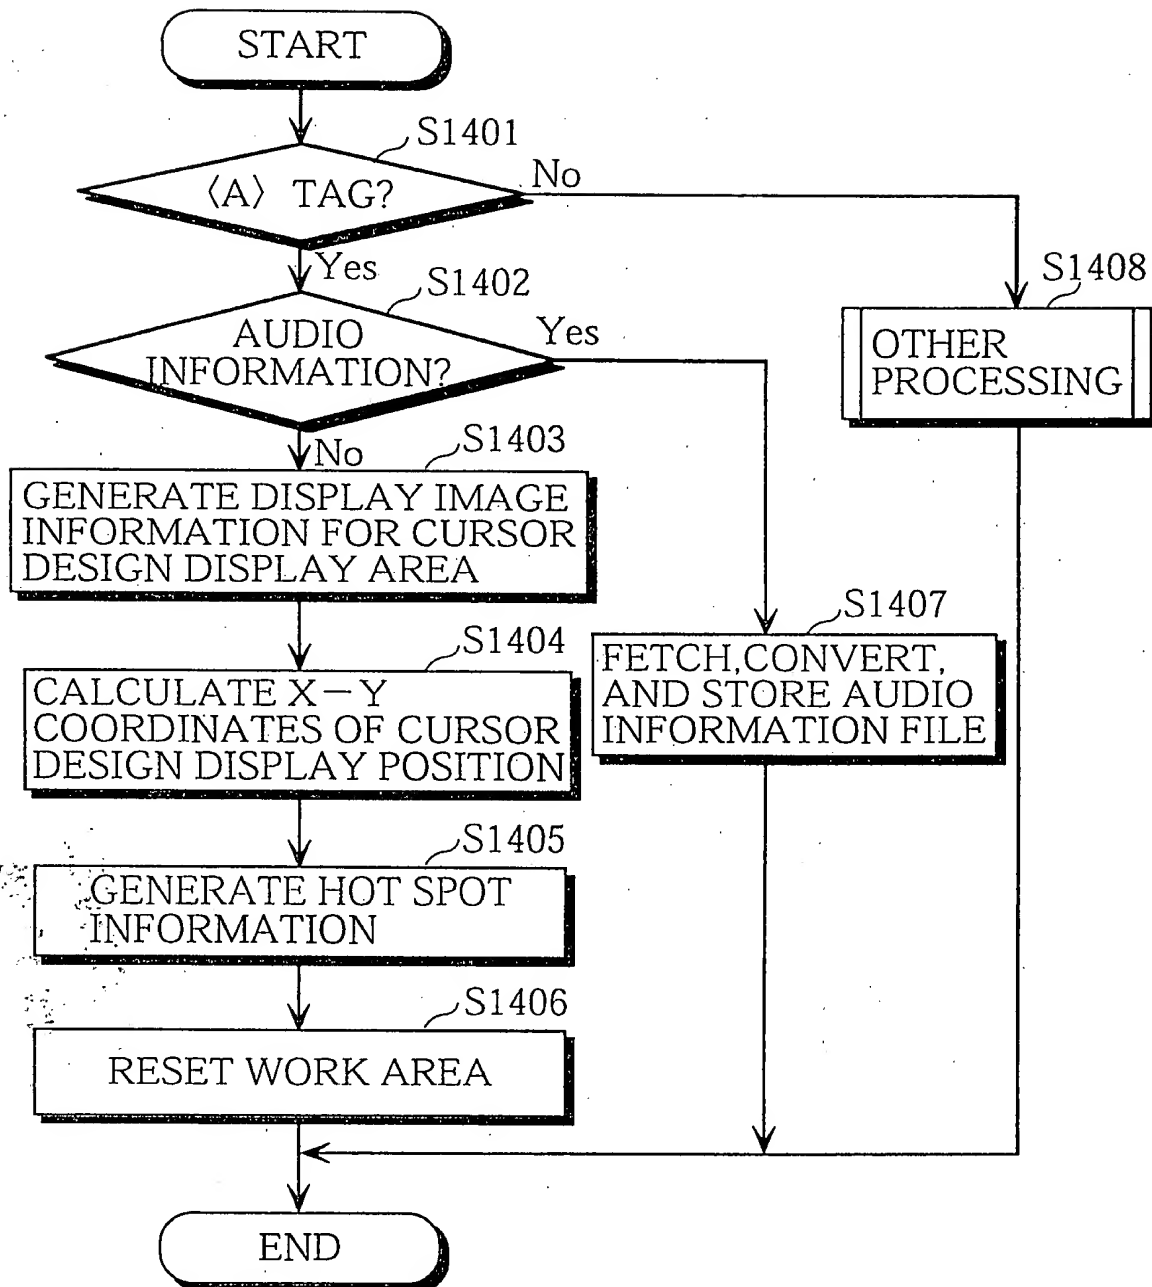 START
S1401
〈A〉 TAG?
No
Yes
S1402
AUDIO
INFORMATION?
Yes
S1408
OTHER
PROCESSING
No
S1403
GENERATE DISPLAY IMAGE
INFORMATION FOR CURSOR
DESIGN DISPLAY AREA
S1404
CALCULATE X－Y
COORDINATES OF CURSOR
DESIGN DISPLAY POSITION
S1407
FETCH,CONVERT,
AND STORE AUDIO
INFORMATION FILE
S1405
GENERATE HOT SPOT
INFORMATION
S1406
RESET WORK AREA
END